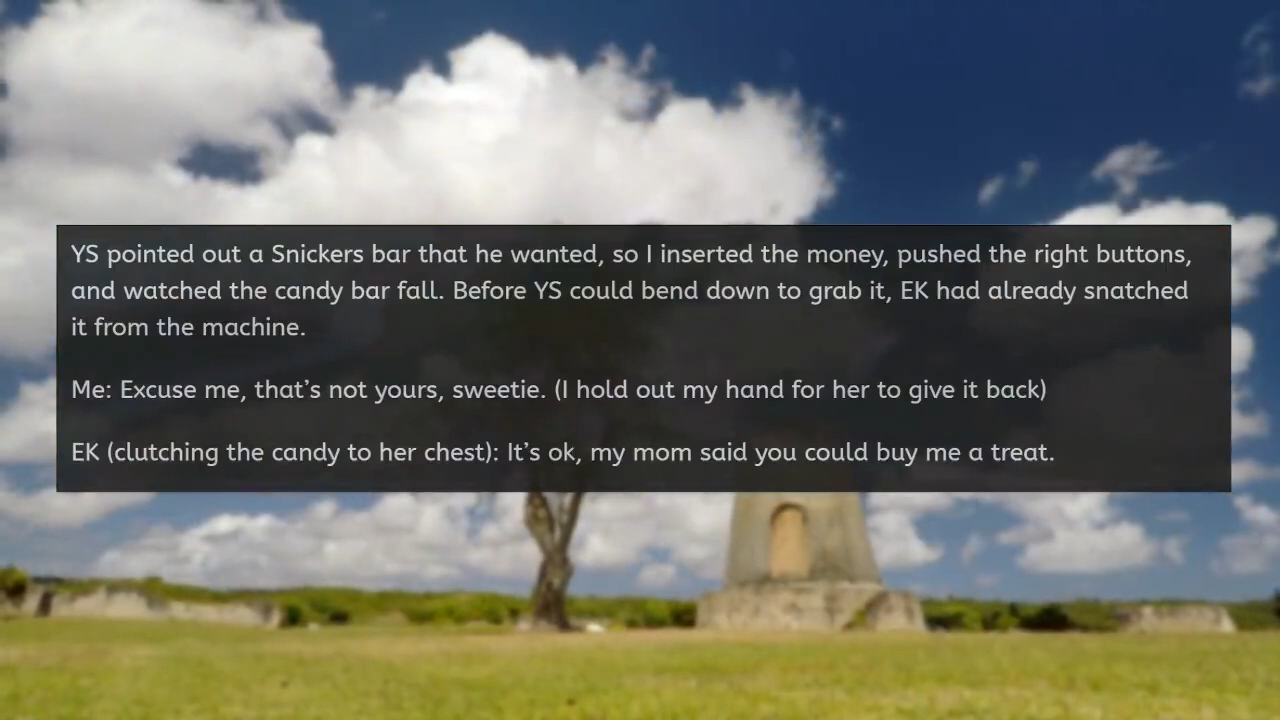 YS pointed out a Snickers bar that he wanted, so I inserted the money, pushed the right buttons,
and watched the candy bar fall. Before YS could bend down to grab it, EK had already snatched
it from the machine.
Me: Excuse me, that’s not yours, sweetie. (I hold out my hand for her to give it back)
EK (clutching the candy to her chest): It’s ok, my mom said you could buy me a treat.